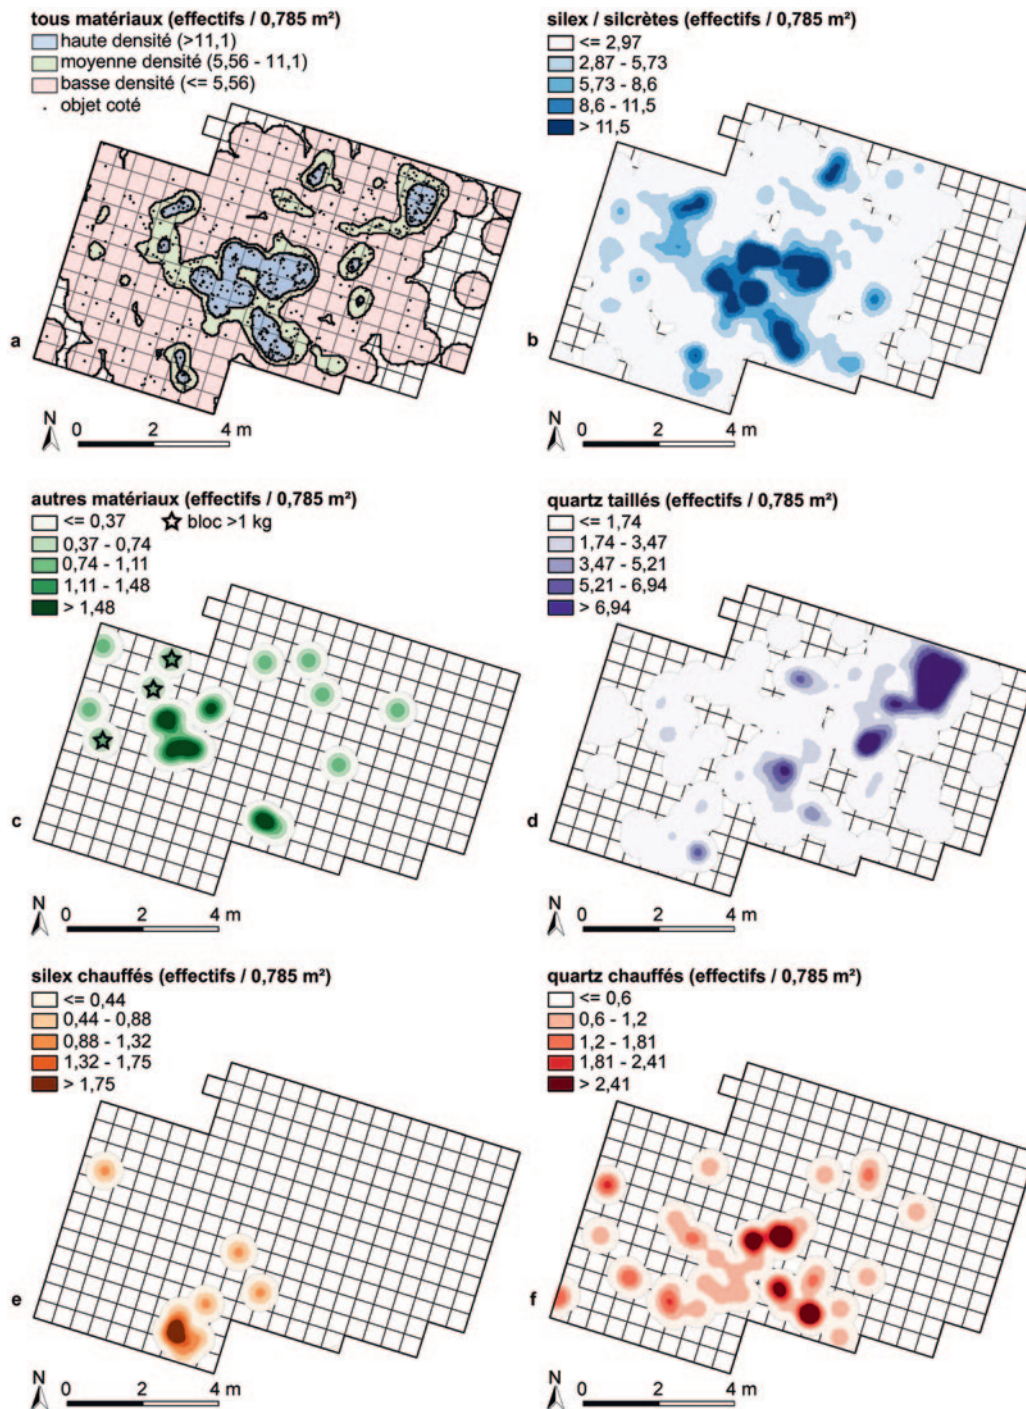 tous matériaux (effectifs / 0,785 m²)
haute densité (>11,1)
moyenne densité (5,56 - 11,1)
basse densité (<= 5,56)
objet coté
a
N
0 2 4 m
silex / silcrètes (effectifs / 0,785 m²)
<= 2,97
2,87 - 5,73
5,73 - 8,6
8,6 - 11,5
> 11,5
b
N
0 2 4 m
autres matériaux (effectifs / 0,785 m²)
<= 0,37 bloc >1 kg
0,37 - 0,74
0,74 - 1,11
1,11 - 1,48
> 1,48
c
N
0 2 4 m
quartz taillés (effectifs / 0,785 m²)
<= 1,74
1,74 - 3,47
3,47 - 5,21
5,21 - 6,94
> 6,94
d
N
0 2 4 m
silex chauffés (effectifs / 0,785 m²)
<= 0,44
0,44 - 0,88
0,88 - 1,32
1,32 - 1,75
> 1,75
e
N
0 2 4 m
quartz chauffés (effectifs / 0,785 m²)
<= 0,6
0,6 - 1,2
1,2 - 1,81
1,81 - 2,41
> 2,41
f
N
0 2 4 m